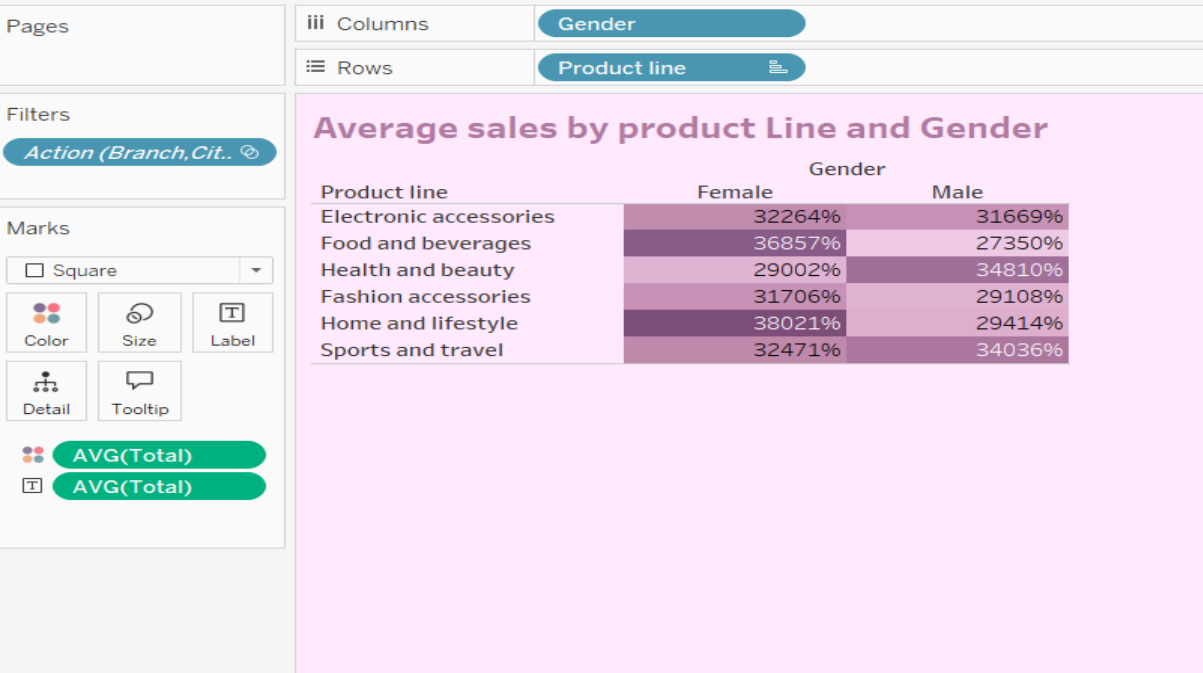 Pages
iii Columns
Gender
Rows
Product line
Filters
Action (Branch,Cit..
Marks
Square
Color
Size
T
Label
Detail
Tooltip
AVG(Total)
T
AVG(Total)
Average sales by product Line and Gender
Gender
Product line Female Male
Electronic accessories 32264% 31669%
Food and beverages 36857% 27350%
Health and beauty 29002% 34810%
Fashion accessories 31706% 29108%
Home and lifestyle 38021% 29414%
Sports and travel 32471% 34036%